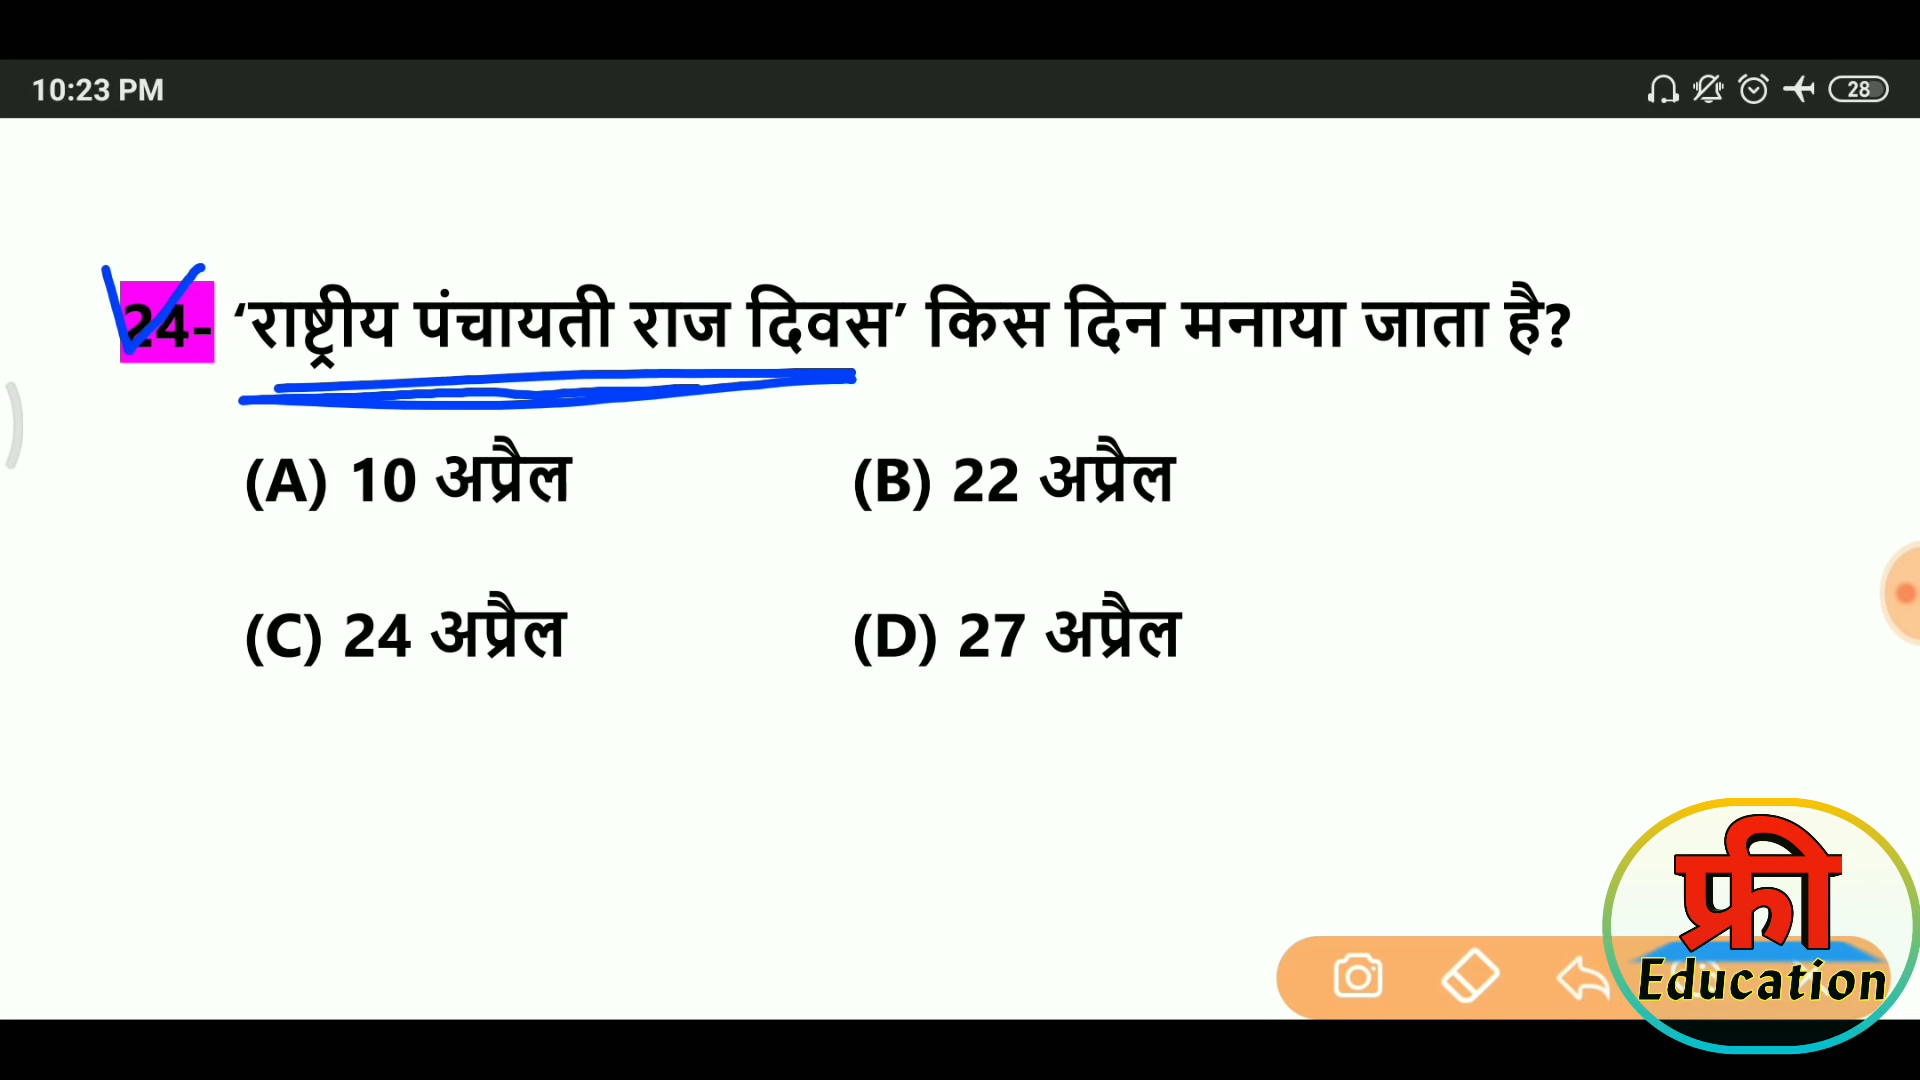 10:23 PM
28
24- ‘राष्ट्रीय पंचायती राज दिवस’ किस दिन मनाया जाता है?
(A) 10 अप्रैल
(B) 22 अप्रैल
(C) 24 अप्रैल
(D) 27 अप्रैल
फ्री
Education